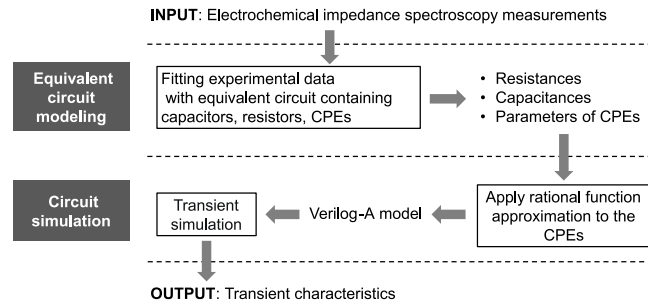 INPUT: Electrochemical impedance spectroscopy measurements
Equivalent
circuit
modeling
Fitting experimental data
with equivalent circuit containing
capacitors, resistors, CPEs
• Resistances
• Capacitances
• Parameters of CPEs
Circuit
simulation
Transient
simulation
Verilog-A model
Apply rational function
approximation to the
CPEs
OUTPUT: Transient characteristics